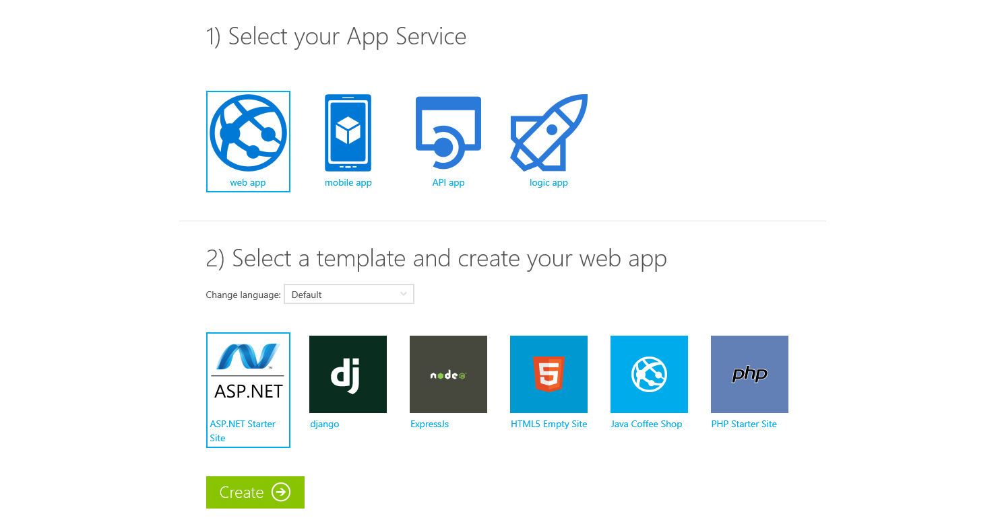 1) Select your App Service
web app
mobile app
API app
logic app
2) Select a template and create your web app
Change language: Default
ASP.NET
dj
node
php
ASP.NET Starter
Site
django
ExpressJs
HTML5 Empty Site
Java Coffee Shop
PHP Starter Site
Create